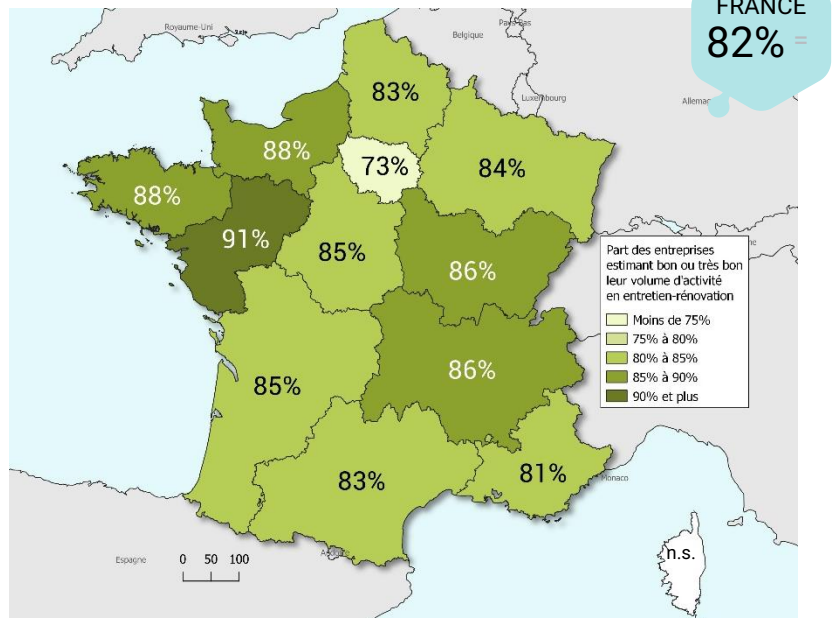 FRANCE
82% =
Royaume-Uni
Belgique
Pays-Bas
Luxembourg
83%
88%
73%
84%
88%
91%
85%
86%
Part des entreprises
estimant bon ou très bon
leur volume d'activité
en entretien-rénovation
Moins de 75%
75% à 80%
80% à 85%
85% à 90%
90% et plus
85%
86%
83%
81%
Monaco
Espagne
0 50 100
n.s.